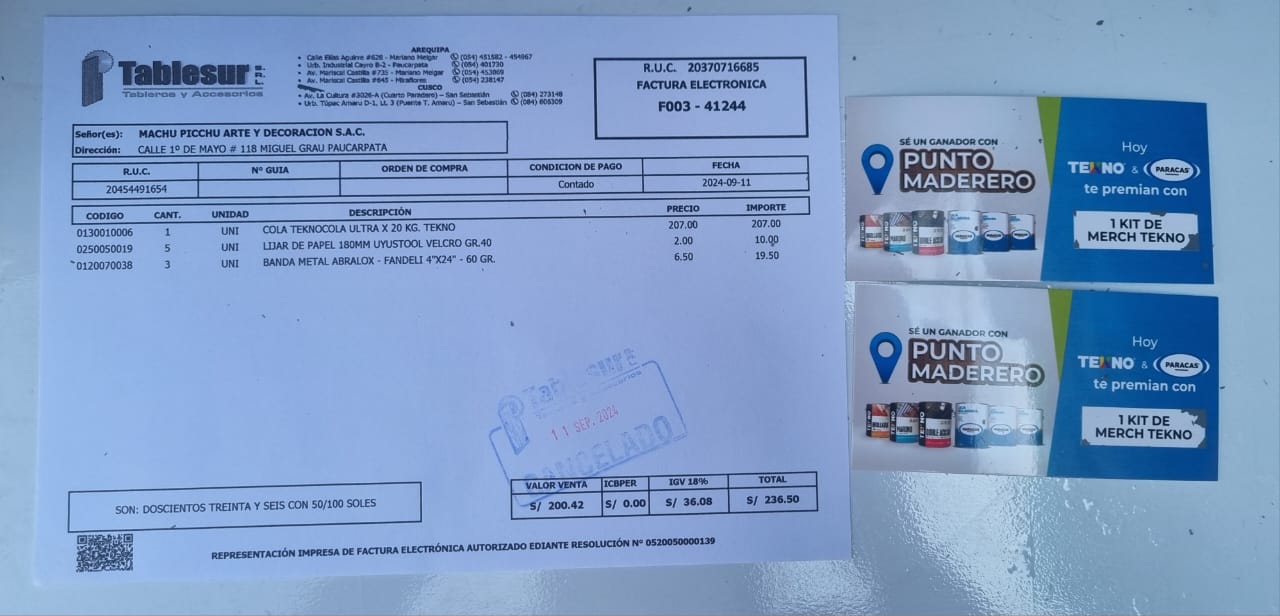 Tablesur S.R.L.
Tableros y Accesorios
AREQUIPA
• Calle Elías Aguirre #628 - Mariano Melgar (054) 451582 - 454867
• Urb. Industrial Cayro B-2 - Paucarpata (054) 401730
• Av. Mariscal Castilla #735 - Mariano Melgar (054) 453069
• Av. Mariscal Castilla #645 - Miraflores (054) 238147
CUSCO
• Av. La Cultura #3026-A (Cuarto Paradero) – San Sebastián (084) 273148
• Urb. Túpac Amaru D-1, Lt. 3 (Puente T. Amaru) – San Sebastián (084) 605309
R.U.C. 20370716685
FACTURA ELECTRONICA
F003 - 41244
Señor(es): MACHU PICCHU ARTE Y DECORACION S.A.C.
Dirección: CALLE 1º DE MAYO # 118 MIGUEL GRAU PAUCARPATA
R.U.C. Nº GUIA ORDEN DE COMPRA CONDICION DE PAGO FECHA
20454491654 Contado 2024-09-11
CODIGO CANT. UNIDAD DESCRIPCIÓN PRECIO IMPORTE
0130010006 1 UNI COLA TEKNOCOLA ULTRA X 20 KG. TEKNO 207.00 207.00
0250050019 5 UNI LIJAR DE PAPEL 180MM UYUSTOOL VELCRO GR.40 2.00 10.00
0120070038 3 UNI BANDA METAL ABRALOX - FANDELI 4"X24" - 60 GR. 6.50 19.50
Tablesur
11 SEP. 2024
CANCELADO
VALOR VENTA ICBPER IGV 18% TOTAL
S/ 200.42 S/ 0.00 S/ 36.08 S/ 236.50
SON: DOSCIENTOS TREINTA Y SEIS CON 50/100 SOLES
REPRESENTACIÓN IMPRESA DE FACTURA ELECTRÓNICA AUTORIZADO EDIANTE RESOLUCIÓN Nº 0520050000139
SÉ UN GANADOR CON
PUNTO
MADERERO
Hoy
TEKNO & PARACAS
te premian con
1 KIT DE
MERCH TEKNO
SÉ UN GANADOR CON
PUNTO
MADERERO
Hoy
TEKNO & PARACAS
te premian con
1 KIT DE
MERCH TEKNO